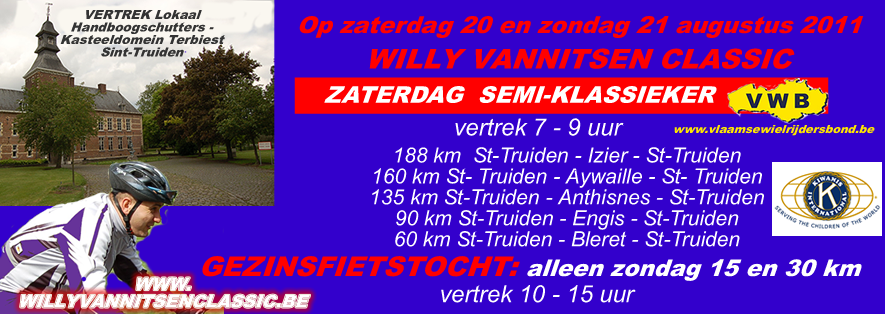 VERTREK Lokaal
Handboogschutters -
Kasteeldomein Terbiest
Sint-Truiden
Op zaterdag 20 en zondag 21 augustus 2011
WILLY VANNITSEN CLASSIC
ZATERDAG SEMI-KLASSIEKER
VWB
vertrek 7 - 9 uur
www.vlaamsewielrijdersbond.be
188 km St-Truiden - Izier - St-Truiden
160 km St- Truiden - Aywaille - St- Truiden
135 km St-Truiden - Anthisnes - St-Truiden
90 km St-Truiden - Engis - St-Truiden
60 km St-Truiden - Bleret - St-Truiden
KIWANIS
K
INTERNATIONAL
SERVING THE CHILDREN OF THE WORLD
GEZINSFIETSTOCHT: alleen zondag 15 en 30 km
vertrek 10 - 15 uur
WWW.
WILLYVANNITSENCLASSIC.BE